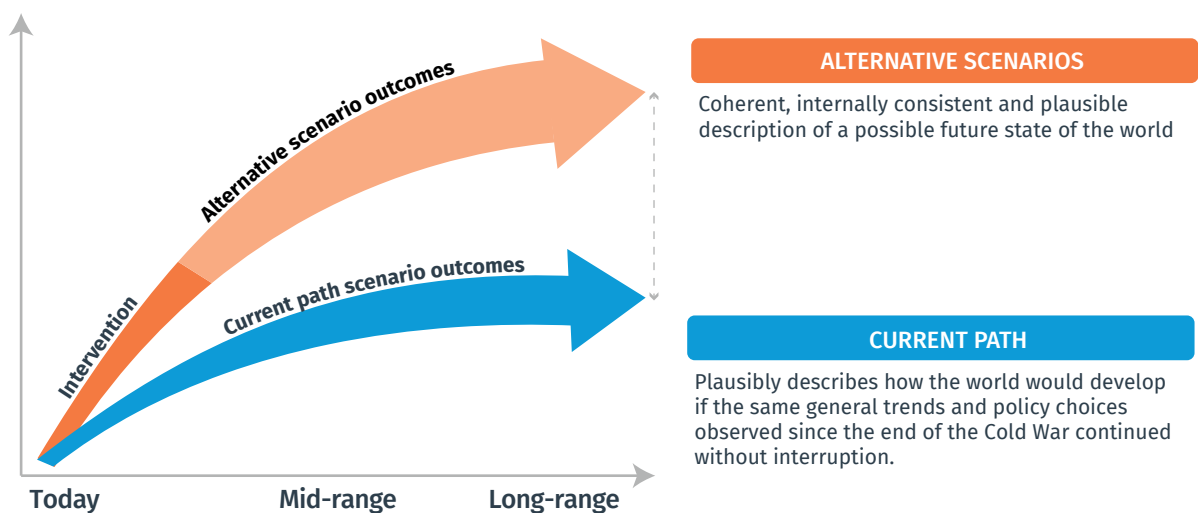 Alternative scenario outcomes
Current path scenario outcomes
Intervention
Today
Mid-range
Long-range
ALTERNATIVE SCENARIOS
Coherent, internally consistent and plausible
description of a possible future state of the world
CURRENT PATH
Plausibly describes how the world would develop
if the same general trends and policy choices
observed since the end of the Cold War continued
without interruption.